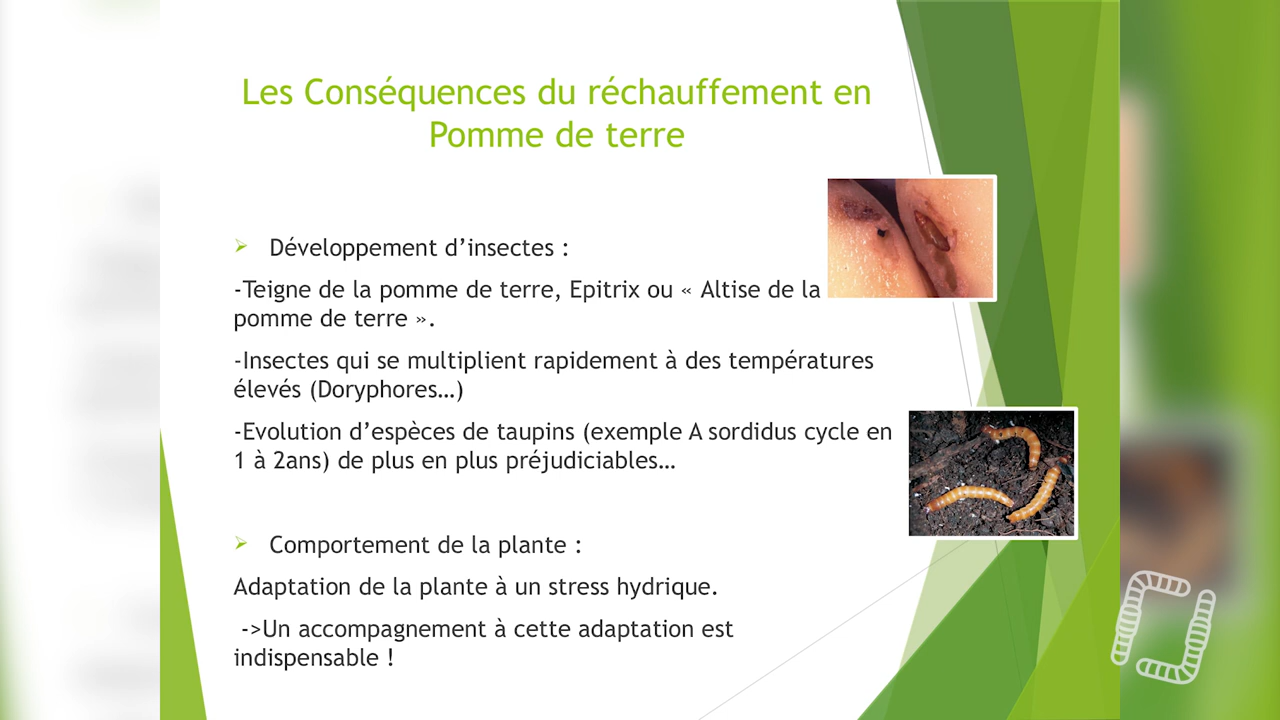 Les Conséquences du réchauffement en
Pomme de terre
Développement d’insectes :
-Teigne de la pomme de terre, Epitrix ou « Altise de la
pomme de terre ».
-Insectes qui se multiplient rapidement à des températures
élevés (Doryphores…)
-Evolution d’espèces de taupins (exemple A sordidus cycle en
1 à 2ans) de plus en plus préjudiciables…
Comportement de la plante :
Adaptation de la plante à un stress hydrique.
->Un accompagnement à cette adaptation est
indispensable !